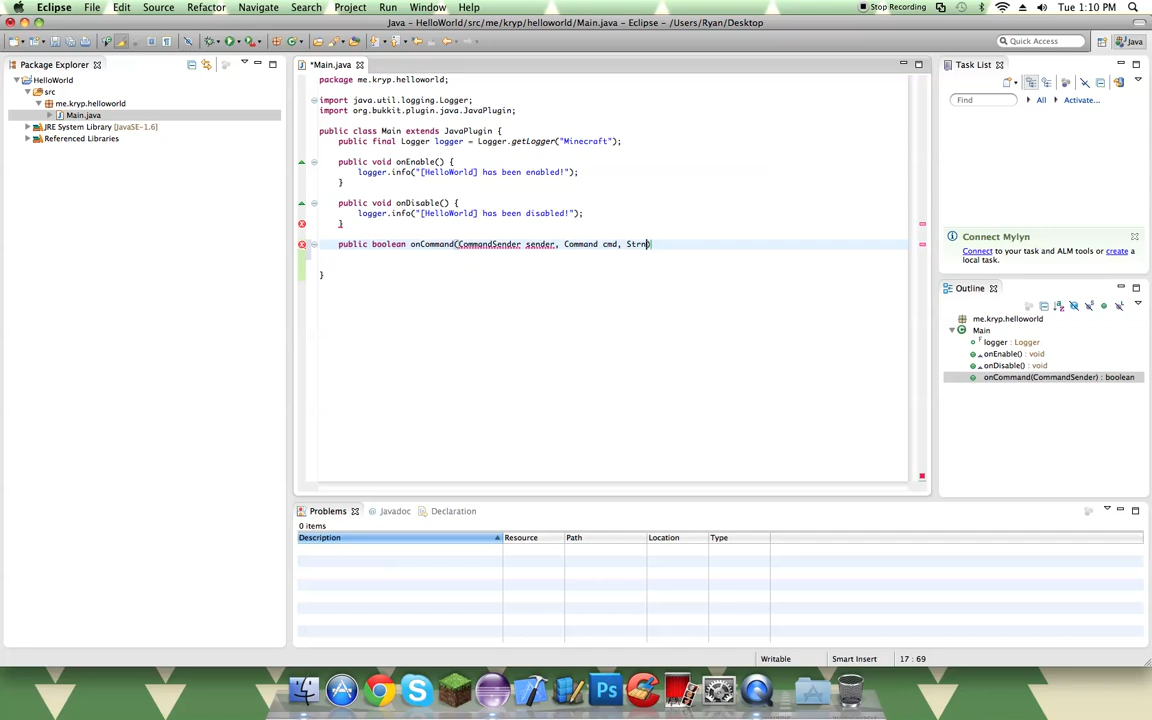 Eclipse File Edit Source Refactor Navigate Search Project Run Window Help Stop Recording Tue 1:10 PM
Java – HelloWorld/src/me/kryp/helloworld/Main.java – Eclipse – /Users/Ryan/Desktop
Quick Access Java
Package Explorer
HelloWorld
src
me.kryp.helloworld
Main.java
JRE System Library [JavaSE-1.6]
Referenced Libraries
*Main.java
package me.kryp.helloworld;
import java.util.logging.Logger;
import org.bukkit.plugin.java.JavaPlugin;
public class Main extends JavaPlugin {
public final Logger logger = Logger.getLogger("Minecraft");
public void onEnable() {
logger.info("[HelloWorld] has been enabled!");
}
public void onDisable() {
logger.info("[HelloWorld] has been disabled!");
}
public boolean onCommand(CommandSender sender, Command cmd, Strn)
}
Task List
Find All Activate...
Connect Mylyn
Connect to your task and ALM tools or create a
local task.
Outline
me.kryp.helloworld
Main
logger : Logger
onEnable() : void
onDisable() : void
onCommand(CommandSender) : boolean
Problems Javadoc Declaration
0 items
Description Resource Path Location Type
Writable Smart Insert 17 : 69
Ps